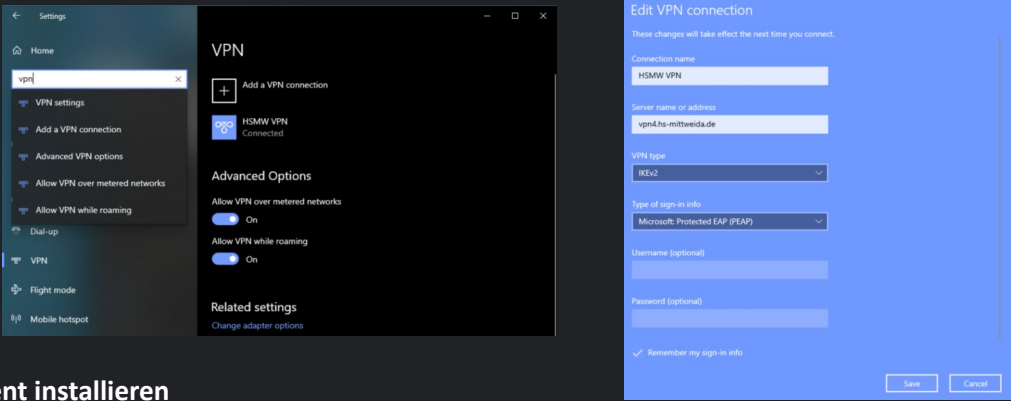 Settings
Home
vpn
VPN settings
Add a VPN connection
Advanced VPN options
Allow VPN over metered networks
Allow VPN while roaming
Dial-up
VPN
Flight mode
Mobile hotspot
VPN
Add a VPN connection
HSMW VPN
Connected
Advanced Options
Allow VPN over metered networks
On
Allow VPN while roaming
On
Related settings
Change adapter options
Edit VPN connection
These changes will take effect the next time you connect.
Connection name
HSMW VPN
Server name or address
vpn4.hs-mittweida.de
VPN type
IKEv2
Type of sign-in info
Microsoft: Protected EAP (PEAP)
Username (optional)
Password (optional)
Remember my sign-in info
Save
Cancel
installieren